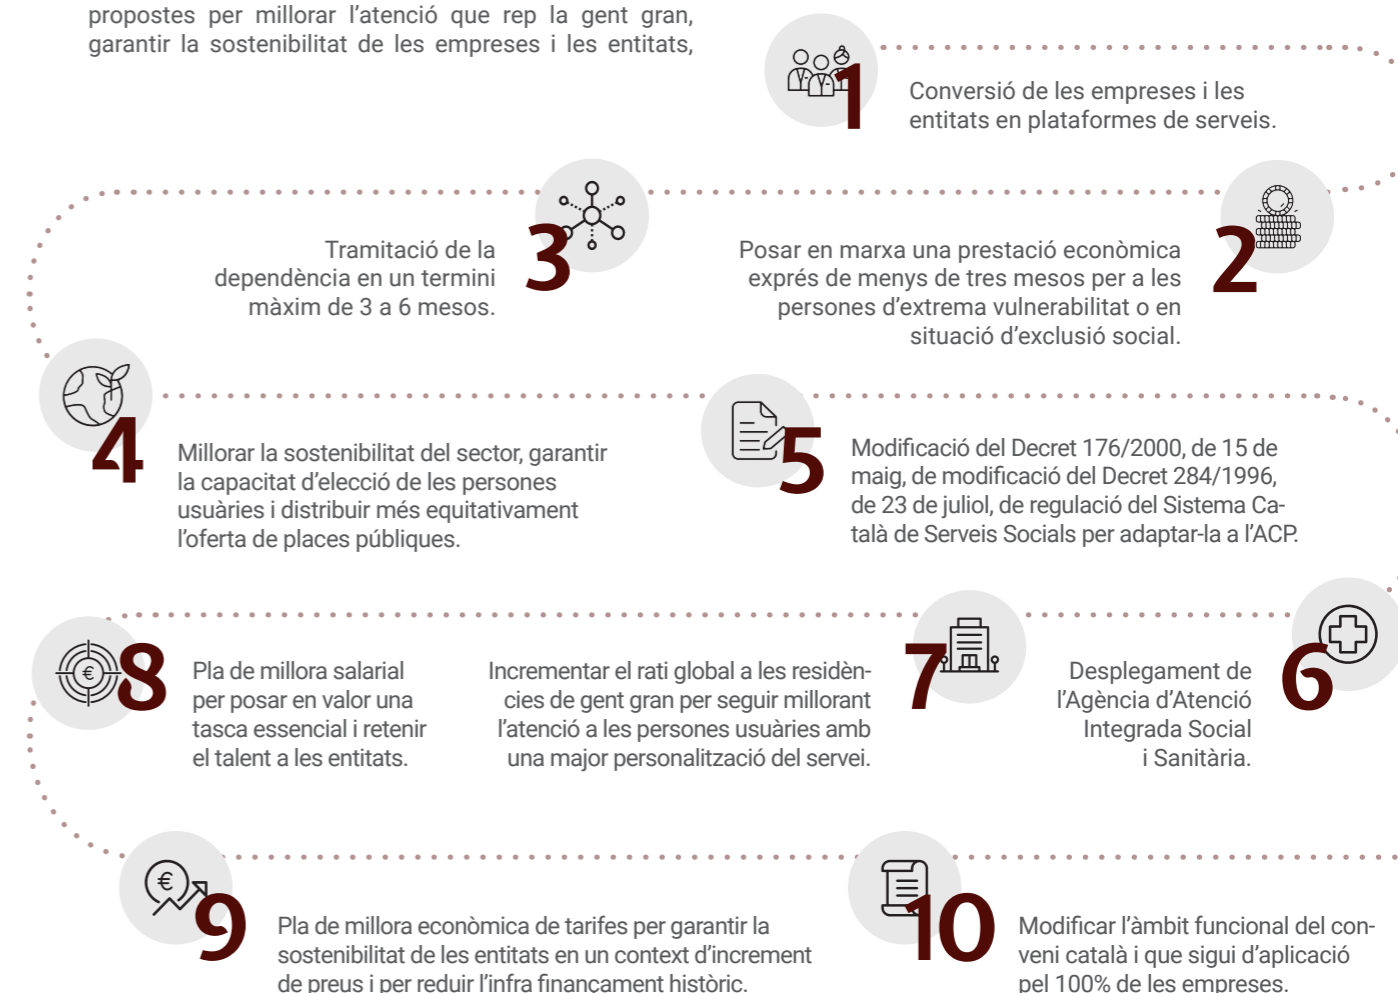 propostes per millorar l’atenció que rep la gent gran,
garantir la sostenibilitat de les empreses i les entitats,
1
Conversió de les empreses i les
entitats en plataformes de serveis.
2
Posar en marxa una prestació econòmica
exprés de menys de tres mesos per a les
persones d’extrema vulnerabilitat o en
situació d’exclusió social.
3
Tramitació de la
dependència en un termini
màxim de 3 a 6 mesos.
4
Millorar la sostenibilitat del sector, garantir
la capacitat d’elecció de les persones
usuàries i distribuir més equitativament
l’oferta de places públiques.
5
Modificació del Decret 176/2000, de 15 de
maig, de modificació del Decret 284/1996,
de 23 de juliol, de regulació del Sistema Ca-
talà de Serveis Socials per adaptar-la a l’ACP.
6
Desplegament de
l’Agència d’Atenció
Integrada Social
i Sanitària.
7
Incrementar el rati global a les residèn-
cies de gent gran per seguir millorant
l’atenció a les persones usuàries amb
una major personalització del servei.
€
8
Pla de millora salarial
per posar en valor una
tasca essencial i retenir
el talent a les entitats.
€
9
Pla de millora econòmica de tarifes per garantir la
sostenibilitat de les entitats en un context d’increment
de preus i per reduir l’infra finançament històric.
10
Modificar l’àmbit funcional del con-
veni català i que sigui d’aplicació
pel 100% de les empreses.